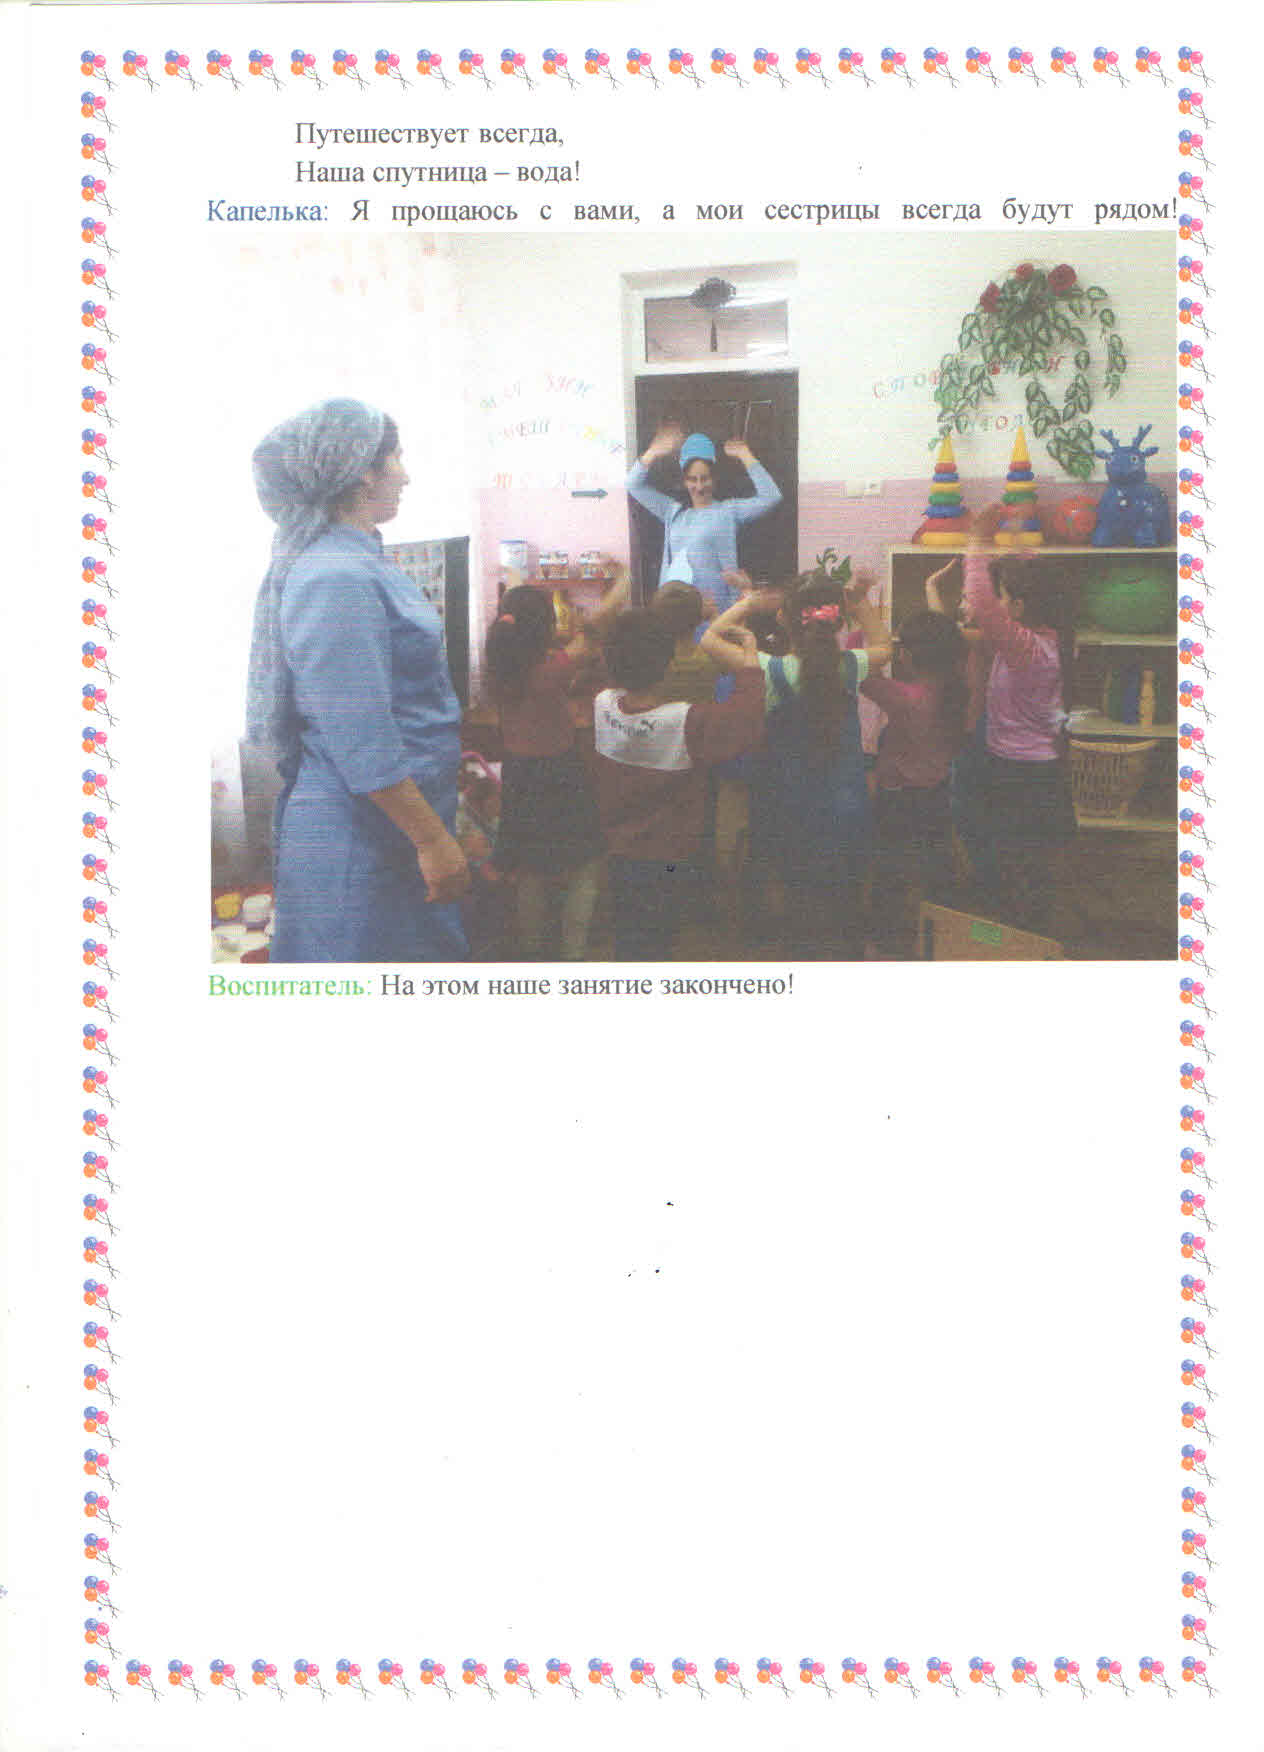 Путешествует всегда,
Наша спутница – вода!
Капелька: Я прощаюсь с вами, а мои сестрицы всегда будут рядом!
Воспитатель: На этом наше занятие закончено!